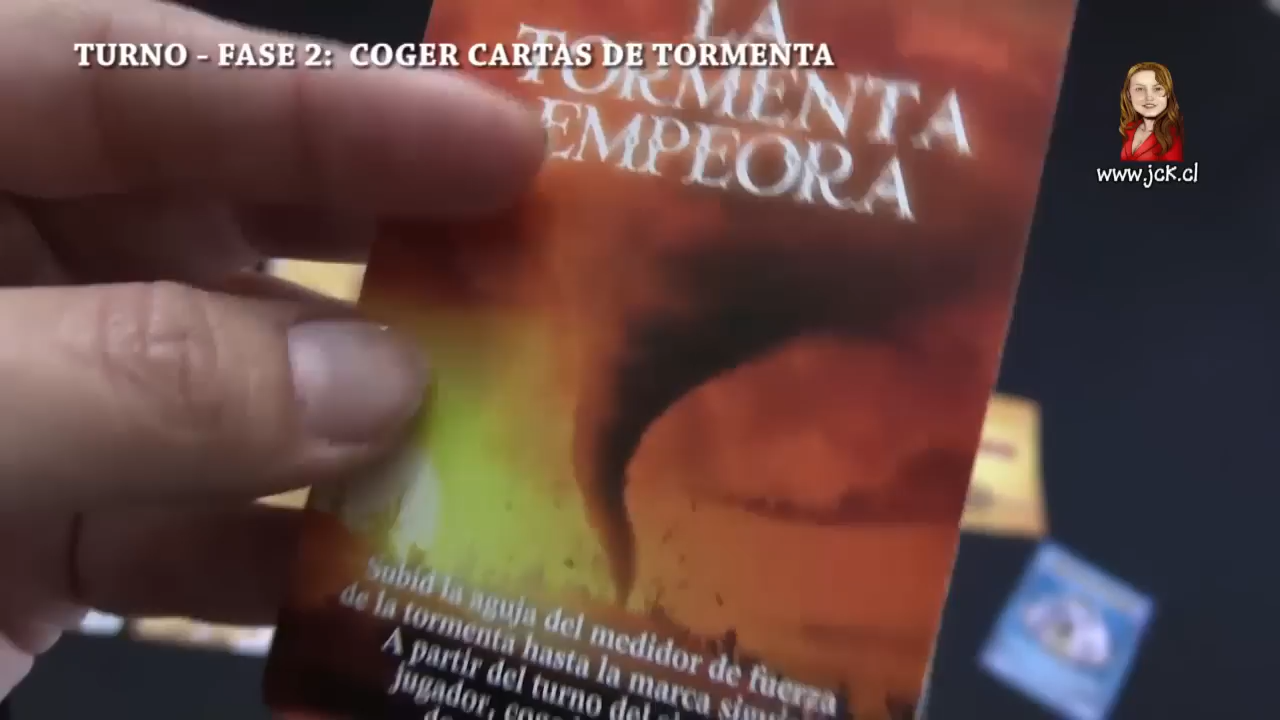 TURNO - FASE 2: COGER CARTAS DE TORMENTA
LA
TORMENTA
EMPEORA
www.jck.cl
Subid la aguja del medidor de fuerza
de la tormenta hasta la marca
A partir del turno del
jugador,